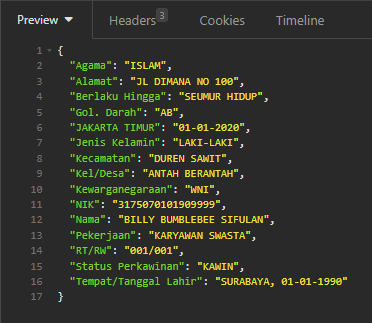 Preview Headers 3 Cookies Timeline
1 {
2 "Agama": "ISLAM",
3 "Alamat": "JL DIMANA NO 100",
4 "Berlaku Hingga": "SEUMUR HIDUP",
5 "Gol. Darah": "AB",
6 "JAKARTA TIMUR": "01-01-2020",
7 "Jenis Kelamin": "LAKI-LAKI",
8 "Kecamatan": "DUREN SAWIT",
9 "Kel/Desa": "ANTAH BERANTAH",
10 "Kewarganegaraan": "WNI",
11 "NIK": "3175070101909999",
12 "Nama": "BILLY BUMBLEBEE SIFULAN",
13 "Pekerjaan": "KARYAWAN SWASTA",
14 "RT/RW": "001/001",
15 "Status Perkawinan": "KAWIN",
16 "Tempat/Tanggal Lahir": "SURABAYA, 01-01-1990"
17 }